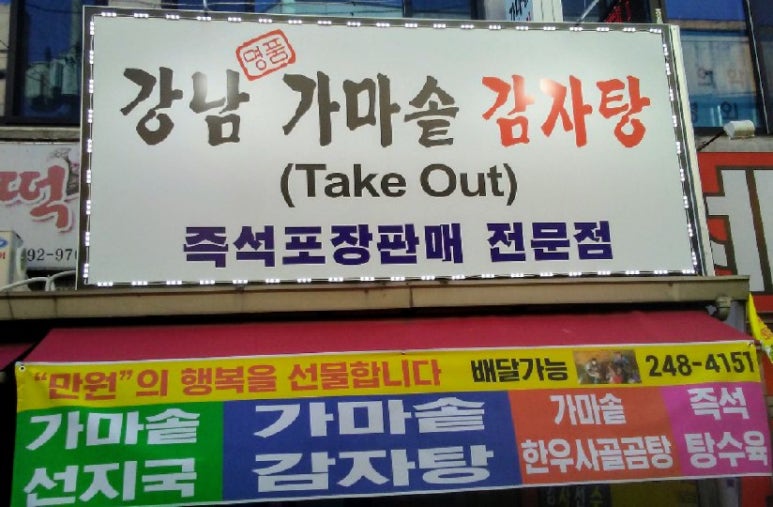 명품
강남 가마솥 감자탕
(Take Out)
즉석포장판매 전문점
떡
92-97
"만원"의 행복을 선물합니다 배달가능 248-4151
가마솥 선지국
가마솥 감자탕
가마솥 한우사골곰탕
즉석 탕수육